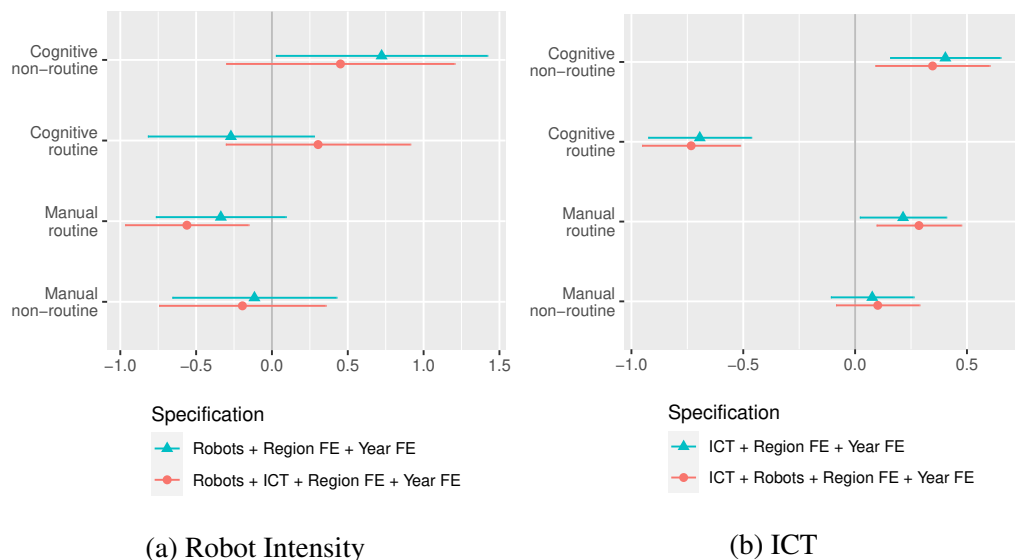 Cognitive
non−routine
Cognitive
routine
Manual
routine
Manual
non−routine
−1.0 −0.5 0.0 0.5 1.0 1.5
Specification
Robots + Region FE + Year FE
Robots + ICT + Region FE + Year FE
(a) Robot Intensity
Cognitive
non−routine
Cognitive
routine
Manual
routine
Manual
non−routine
−1.0 −0.5 0.0 0.5
Specification
ICT + Region FE + Year FE
ICT + Robots + Region FE + Year FE
(b) ICT